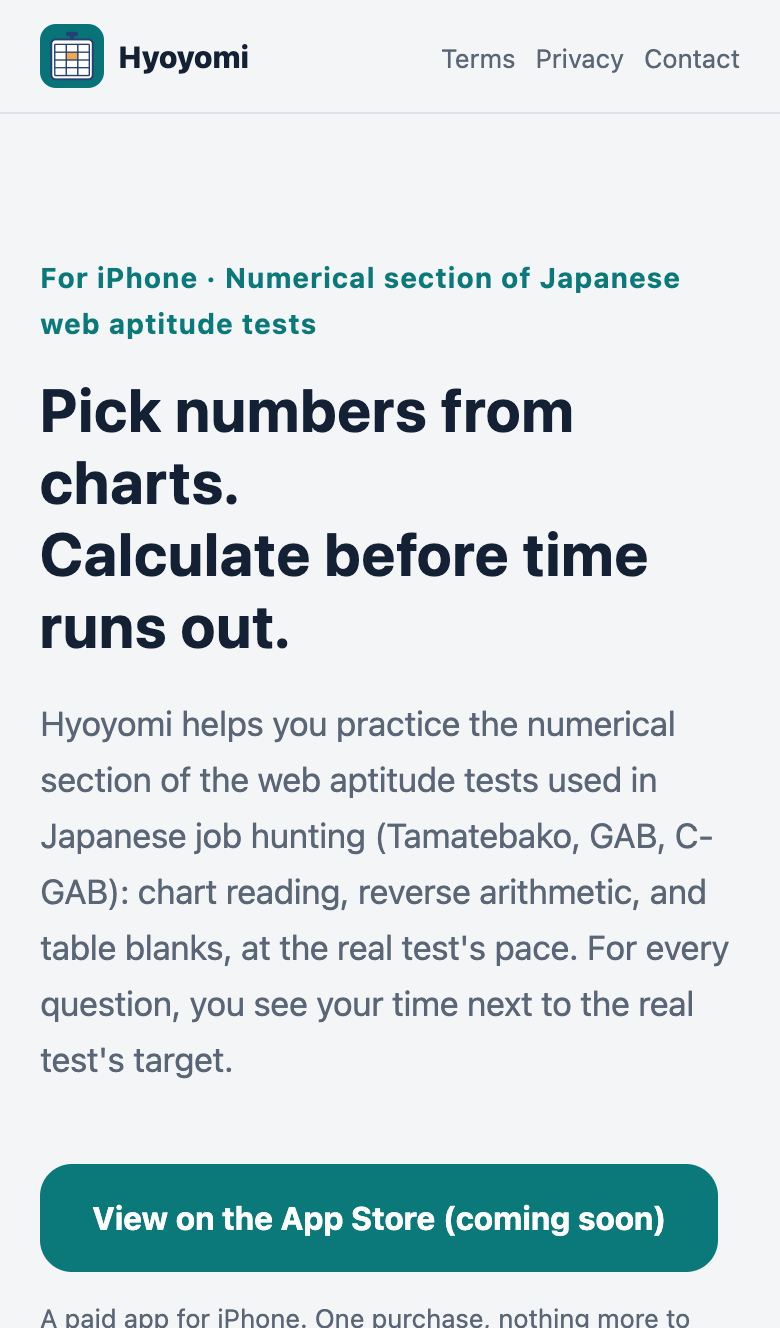 Hyoyomi
Terms Privacy Contact
For iPhone · Numerical section of Japanese
web aptitude tests
Pick numbers from
charts.
Calculate before time
runs out.
Hyoyomi helps you practice the numerical
section of the web aptitude tests used in
Japanese job hunting (Tamatebako, GAB, C-
GAB): chart reading, reverse arithmetic, and
table blanks, at the real test's pace. For every
question, you see your time next to the real
test's target.
View on the App Store (coming soon)
A paid app for iPhone. One purchase, nothing more to